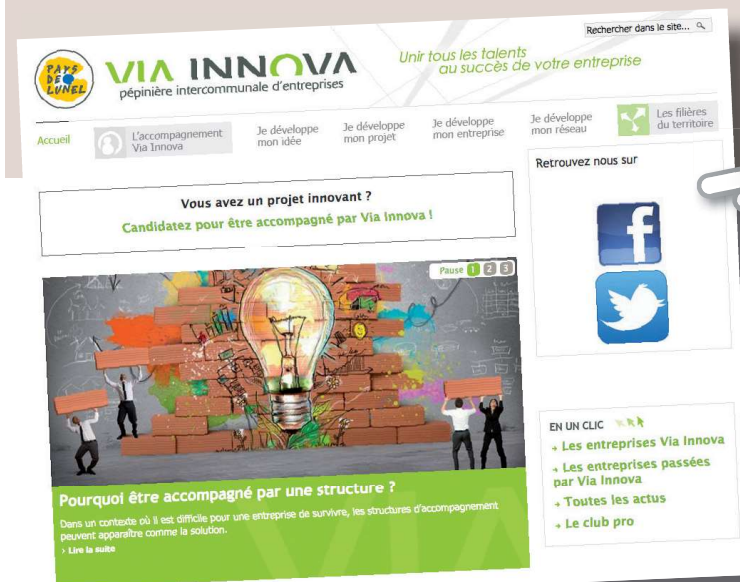 Rechercher dans le site...
PAYS
DE
LUNEL
VIA INNOVA
pépinière intercommunale d'entreprises
Unir tous les talents
au succès de votre entreprise
Accueil
L'accompagnement
Via Innova
Je développe
mon idée
Je développe
mon projet
Je développe
mon entreprise
Je développe
mon réseau
Les filières
du territoire
Vous avez un projet innovant ?
Candidatez pour être accompagné par Via Innova !
Retrouvez nous sur
f
Pause 1 2 3
Pourquoi être accompagné par une structure ?
Dans un contexte où il est difficile pour une entreprise de survivre, les structures d'accompagnement
peuvent apparaître comme la solution.
› Lire la suite
VIA
EN UN CLIC
Les entreprises Via Innova
Les entreprises passées
par Via Innova
Toutes les actus
Le club pro